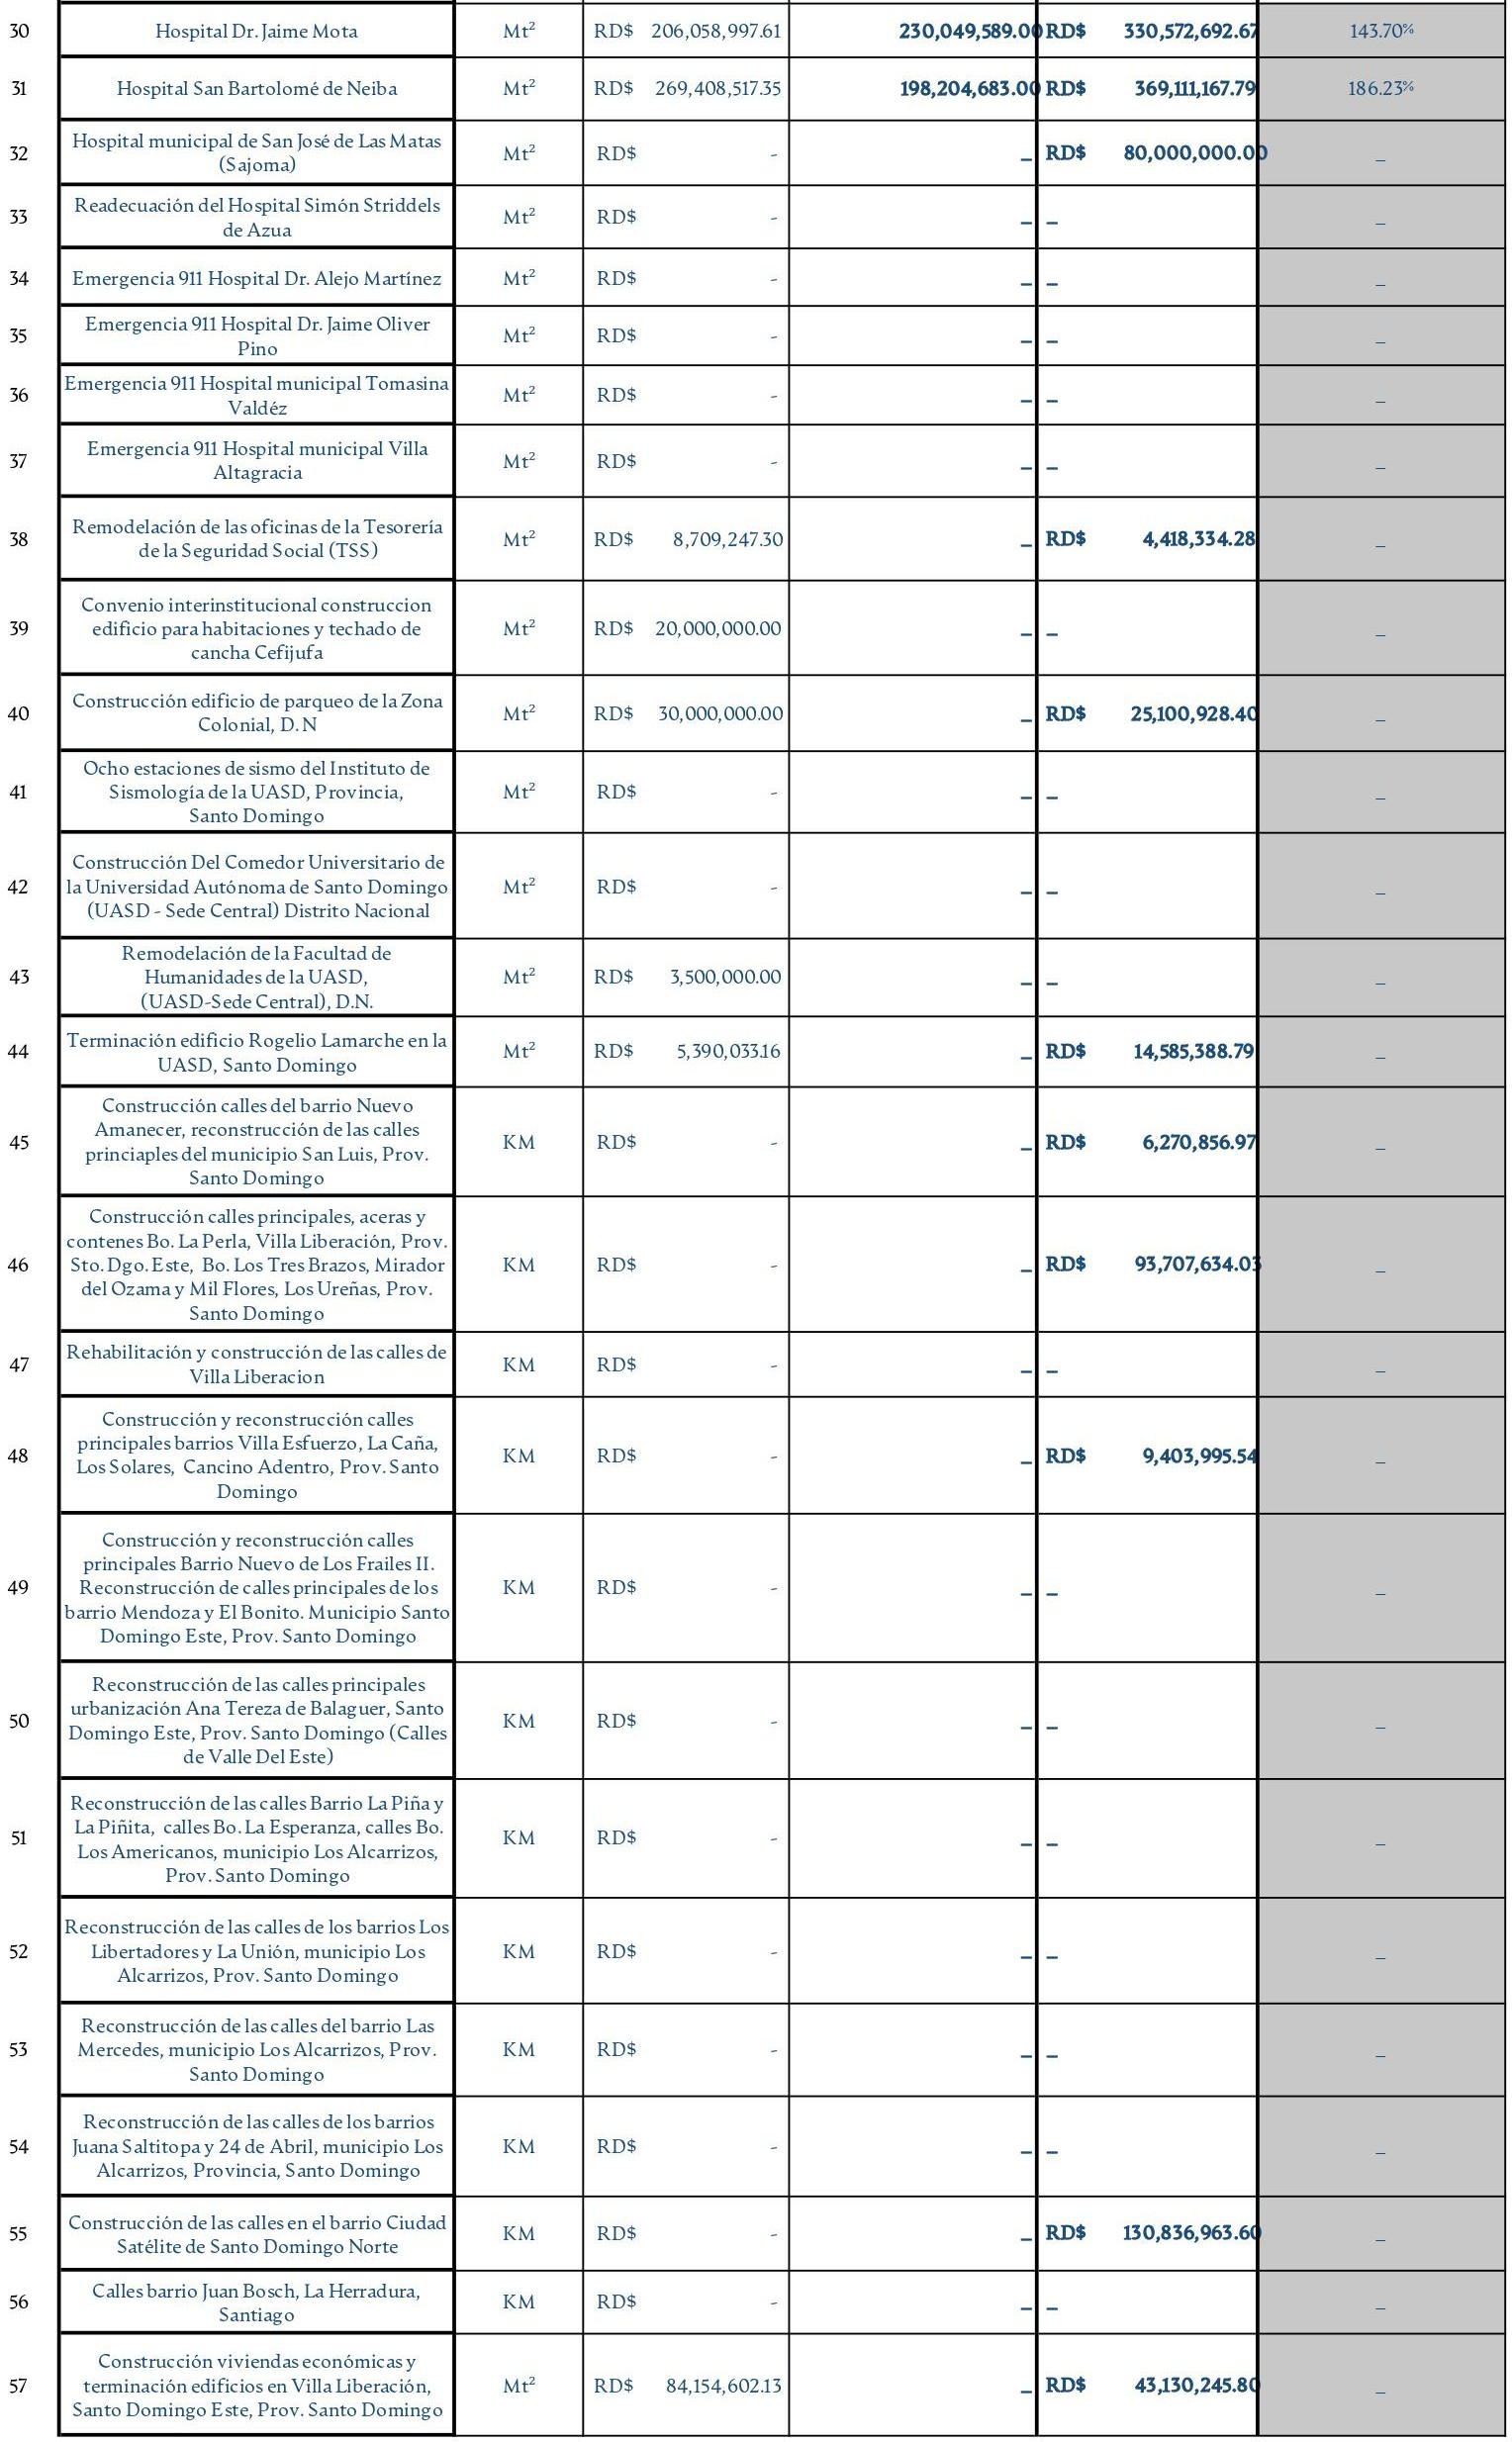 30 Hospital Dr. Jaime Mota Mt² RD$ 206,058,997.61 230,049,589.00 RD$ 330,572,692.67 143.70%
31 Hospital San Bartolomé de Neiba Mt² RD$ 269,408,517.35 198,204,683.00 RD$ 369,111,167.79 186.23%
Hospital municipal de San José de Las Matas
32 Mt² RD$ - _ RD$ 80,000,000.00 _
(Sajoma)
Readecuación del Hospital Simón Striddels
33 Mt² RD$ - _ _ _
de Azua
34 Emergencia 911 Hospital Dr. Alejo Martínez Mt² RD$ - _ _ _
Emergencia 911 Hospital Dr. Jaime Oliver
35 Mt² RD$ - _ _ _
Pino
Emergencia 911 Hospital municipal Tomasina
36 Mt² RD$ - _ _ _
Valdéz
Emergencia 911 Hospital municipal Villa
37 Mt² RD$ - _ _ _
Altagracia
Remodelación de las oficinas de la Tesorería
38 Mt² RD$ 8,709,247.30 _ RD$ 4,418,334.28 _
de la Seguridad Social (TSS)
Convenio interinstitucional construccion
39 edificio para habitaciones y techado de Mt² RD$ 20,000,000.00 _ _ _
cancha Cefijufa
Construcción edificio de parqueo de la Zona
40 Mt² RD$ 30,000,000.00 _ RD$ 25,100,928.40 _
Colonial, D.N
Ocho estaciones de sismo del Instituto de
41 Sismología de la UASD, Provincia, Mt² RD$ - _ _ _
Santo Domingo
Construcción Del Comedor Universitario de
42 la Universidad Autónoma de Santo Domingo Mt² RD$ - _ _ _
(UASD - Sede Central) Distrito Nacional
Remodelación de la Facultad de
43 Humanidades de la UASD, Mt² RD$ 3,500,000.00 _ _ _
(UASD-Sede Central), D.N.
Terminación edificio Rogelio Lamarche en la
44 Mt² RD$ 5,390,033.16 _ RD$ 14,585,388.79 _
UASD, Santo Domingo
Construcción calles del barrio Nuevo
Amanecer, reconstrucción de las calles
45 KM RD$ - _ RD$ 6,270,856.97 _
princiaples del municipio San Luis, Prov.
Santo Domingo
Construcción calles principales, aceras y
contenes Bo. La Perla, Villa Liberación, Prov.
46 Sto. Dgo. Este, Bo. Los Tres Brazos, Mirador KM RD$ - _ RD$ 93,707,634.03 _
del Ozama y Mil Flores, Los Ureñas, Prov.
Santo Domingo
Rehabilitación y construcción de las calles de
47 KM RD$ - _ _ _
Villa Liberacion
Construcción y reconstrucción calles
principales barrios Villa Esfuerzo, La Caña,
48 KM RD$ - _ RD$ 9,403,995.54 _
Los Solares, Cancino Adentro, Prov. Santo
Domingo
Construcción y reconstrucción calles
principales Barrio Nuevo de Los Frailes II.
49 Reconstrucción de calles principales de los KM RD$ - _ _ _
barrio Mendoza y El Bonito. Municipio Santo
Domingo Este, Prov. Santo Domingo
Reconstrucción de las calles principales
urbanización Ana Tereza de Balaguer, Santo
50 KM RD$ - _ _ _
Domingo Este, Prov. Santo Domingo (Calles
de Valle Del Este)
Reconstrucción de las calles Barrio La Piña y
La Piñita, calles Bo. La Esperanza, calles Bo.
51 KM RD$ - _ _ _
Los Americanos, municipio Los Alcarrizos,
Prov. Santo Domingo
Reconstrucción de las calles de los barrios Los
52 Libertadores y La Unión, municipio Los KM RD$ - _ _ _
Alcarrizos, Prov. Santo Domingo
Reconstrucción de las calles del barrio Las
53 Mercedes, municipio Los Alcarrizos, Prov. KM RD$ - _ _ _
Santo Domingo
Reconstrucción de las calles de los barrios
54 Juana Saltitopa y 24 de Abril, municipio Los KM RD$ - _ _ _
Alcarrizos, Provincia, Santo Domingo
Construcción de las calles en el barrio Ciudad
55 KM RD$ - _ RD$ 130,836,963.60 _
Satélite de Santo Domingo Norte
Calles barrio Juan Bosch, La Herradura,
56 KM RD$ - _ _ _
Santiago
Construcción viviendas económicas y
57 terminación edificios en Villa Liberación, Mt² RD$ 84,154,602.13 _ RD$ 43,130,245.80 _
Santo Domingo Este, Prov. Santo Domingo